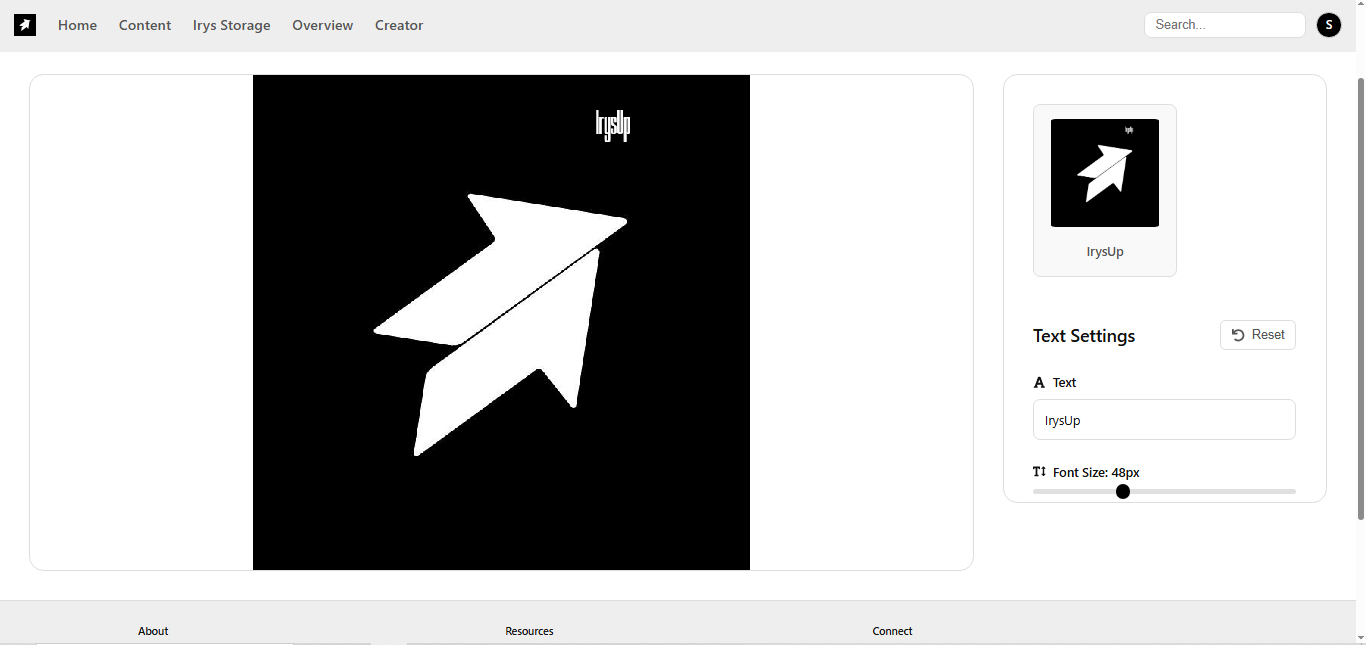 Home Content Irys Storage Overview Creator Search... S
IrysUp
IrysUp
IrysUp
Text Settings Reset
A Text
IrysUp
T Font Size: 48px
About Resources Connect